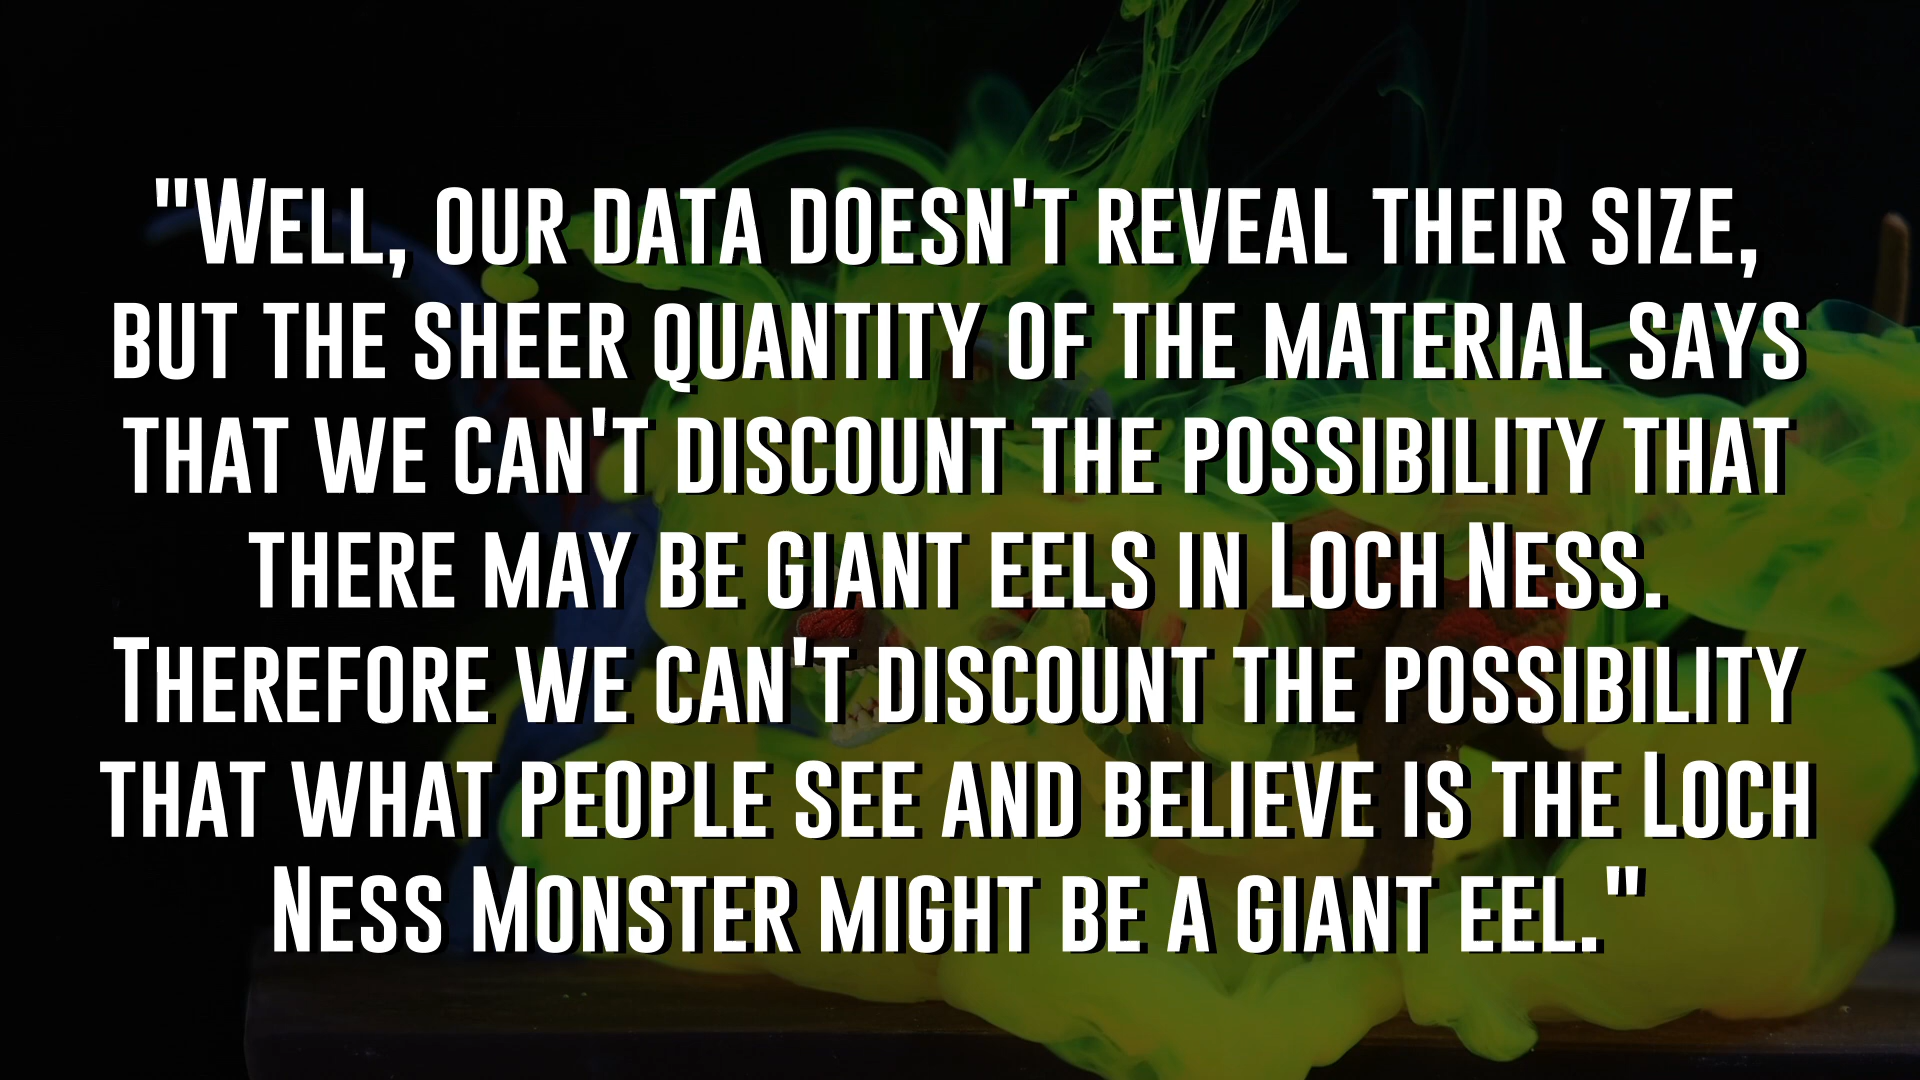 "Well, our data doesn't reveal their size,
but the sheer quantity of the material says
that we can't discount the possibility that
there may be giant eels in Loch Ness.
Therefore we can't discount the possibility
that what people see and believe is the Loch
Ness Monster might be a giant eel."